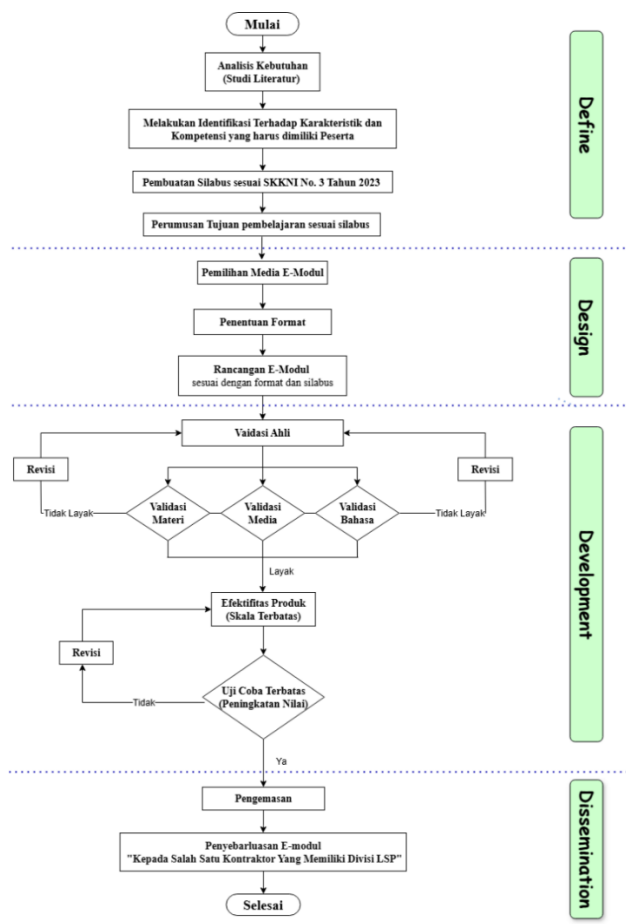 Mulai
Analisis Kebutuhan
(Studi Literatur)
Melakukan Identifikasi Terhadap Karakteristik dan
Kompetensi yang harus dimiliki Peserta
Pembuatan Silabus sesuai SKKNI No. 3 Tahun 2023
Perumusan Tujuan pembelajaran sesuai silabus
Define
Pemilihan Media E-Modul
Penentuan Format
Rancangan E-Modul
sesuai dengan format dan silabus
Design
Vaidasi Ahli
Revisi
Revisi
Tidak Layak
Validasi
Materi
Validasi
Media
Validasi
Bahasa
Tidak Layak
Layak
Efektifitas Produk
(Skala Terbatas)
Revisi
Uji Coba Terbatas
(Peningkatan Nilai)
Tidak
Ya
Development
Pengemasan
Penyebarluasan E-modul
"Kepada Salah Satu Kontraktor Yang Memiliki Divisi LSP"
Selesai
Dissemination